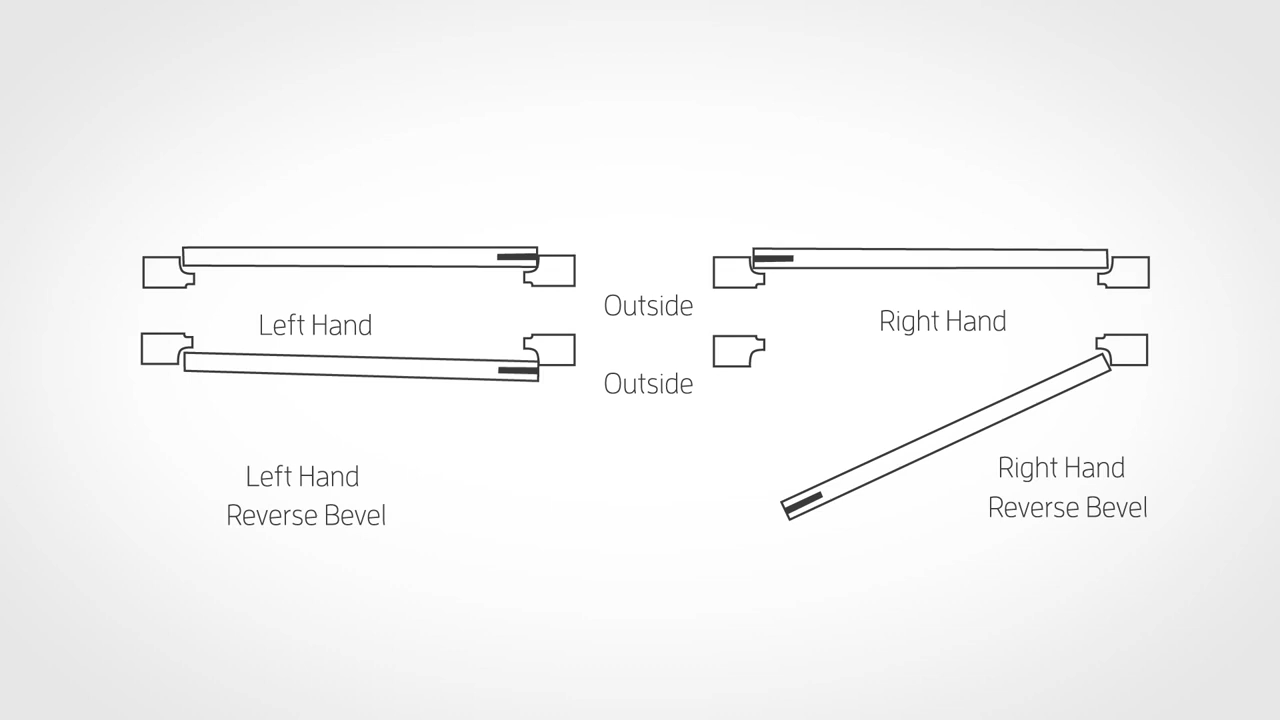 Outside
Left Hand
Right Hand
Outside
Left Hand
Reverse Bevel
Right Hand
Reverse Bevel